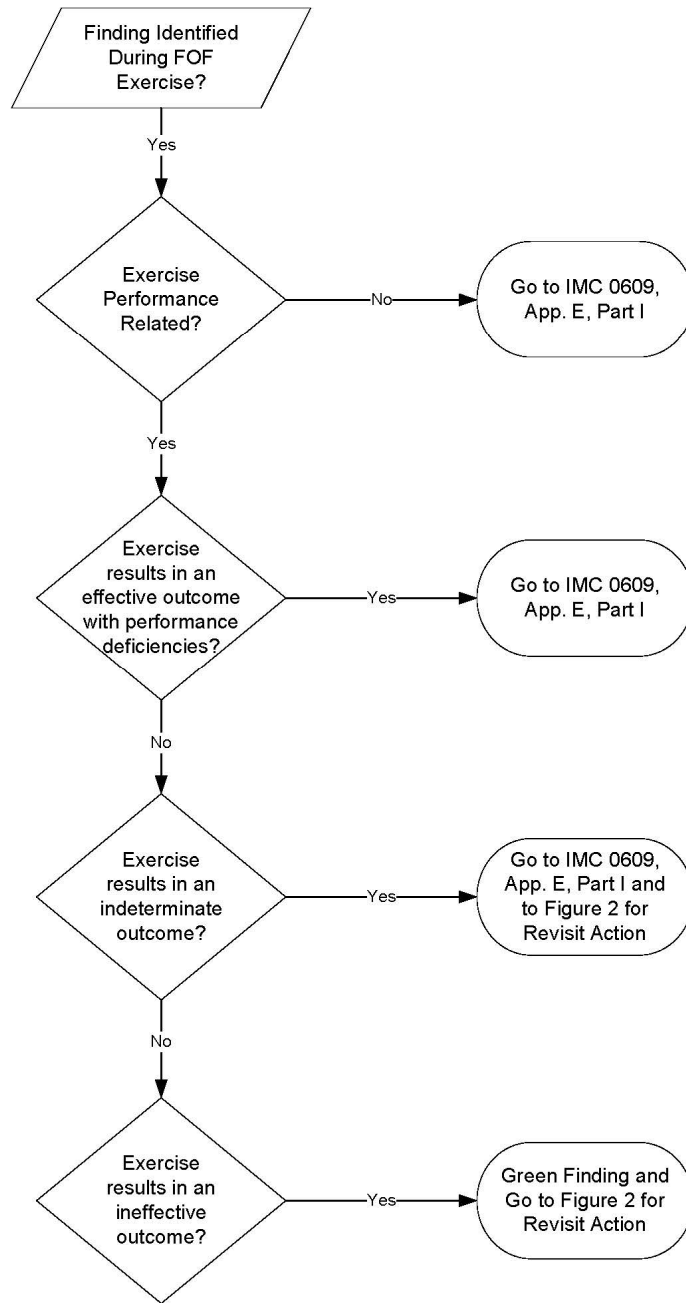 Finding Identified
During FOF
Exercise?
Yes
Exercise
Performance
Related?
No
Go to IMC 0609,
App. E, Part I
Yes
Exercise
results in an
effective outcome
with performance
deficiencies?
Yes
Go to IMC 0609,
App. E, Part I
No
Exercise
results in an
indeterminate
outcome?
Yes
Go to IMC 0609,
App. E, Part I and
to Figure 2 for
Revisit Action
No
Exercise
results in an
ineffective
outcome?
Yes
Green Finding and
Go to Figure 2 for
Revisit Action